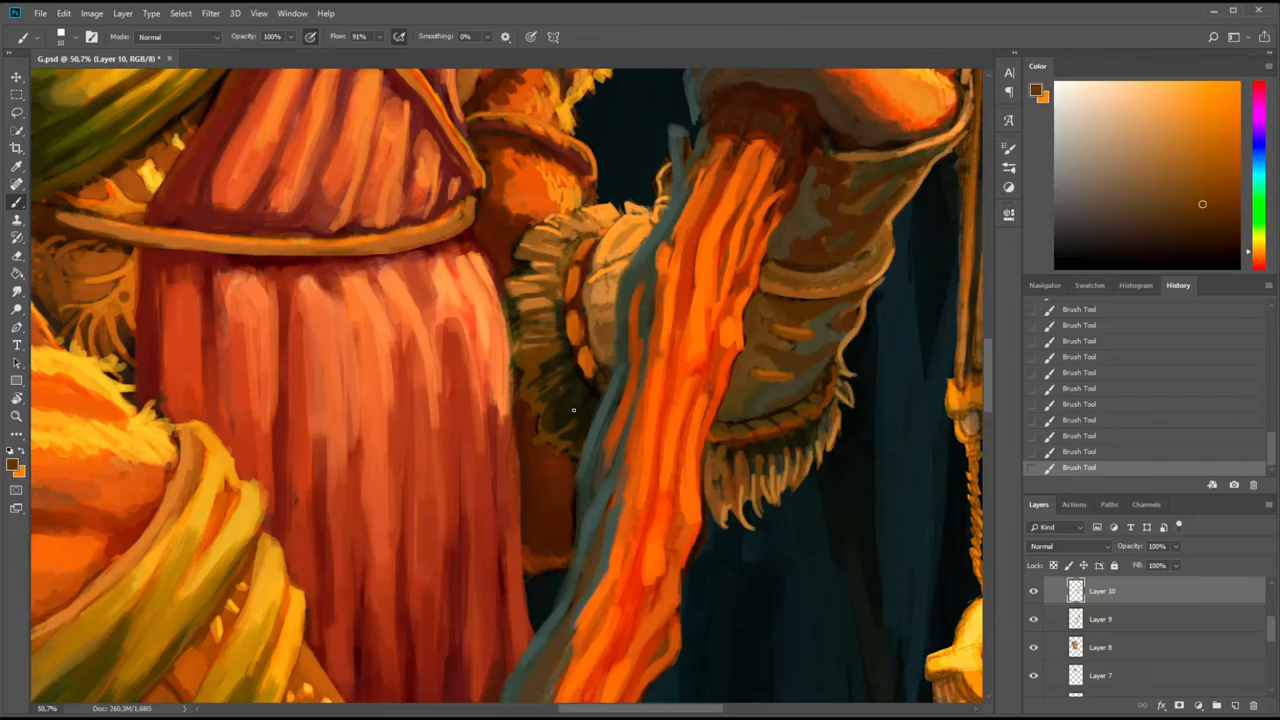 Ps File Edit Image Layer Type Select Filter 3D View Window Help
10 Mode: Normal Opacity: 100% Flow: 91% Smoothing: 0%
G.psd @ 50,7% (Layer 10, RGB/8) *
Color
Navigator Swatches Histogram History
Brush Tool
Brush Tool
Brush Tool
Brush Tool
Brush Tool
Brush Tool
Brush Tool
Brush Tool
Brush Tool
Brush Tool
Brush Tool
Layers Actions Paths Channels
Kind
Normal Opacity: 100%
Lock: Fill: 100%
Layer 10
Layer 9
Layer 8
Layer 7
50,7% Doc: 260,3M/1,68G